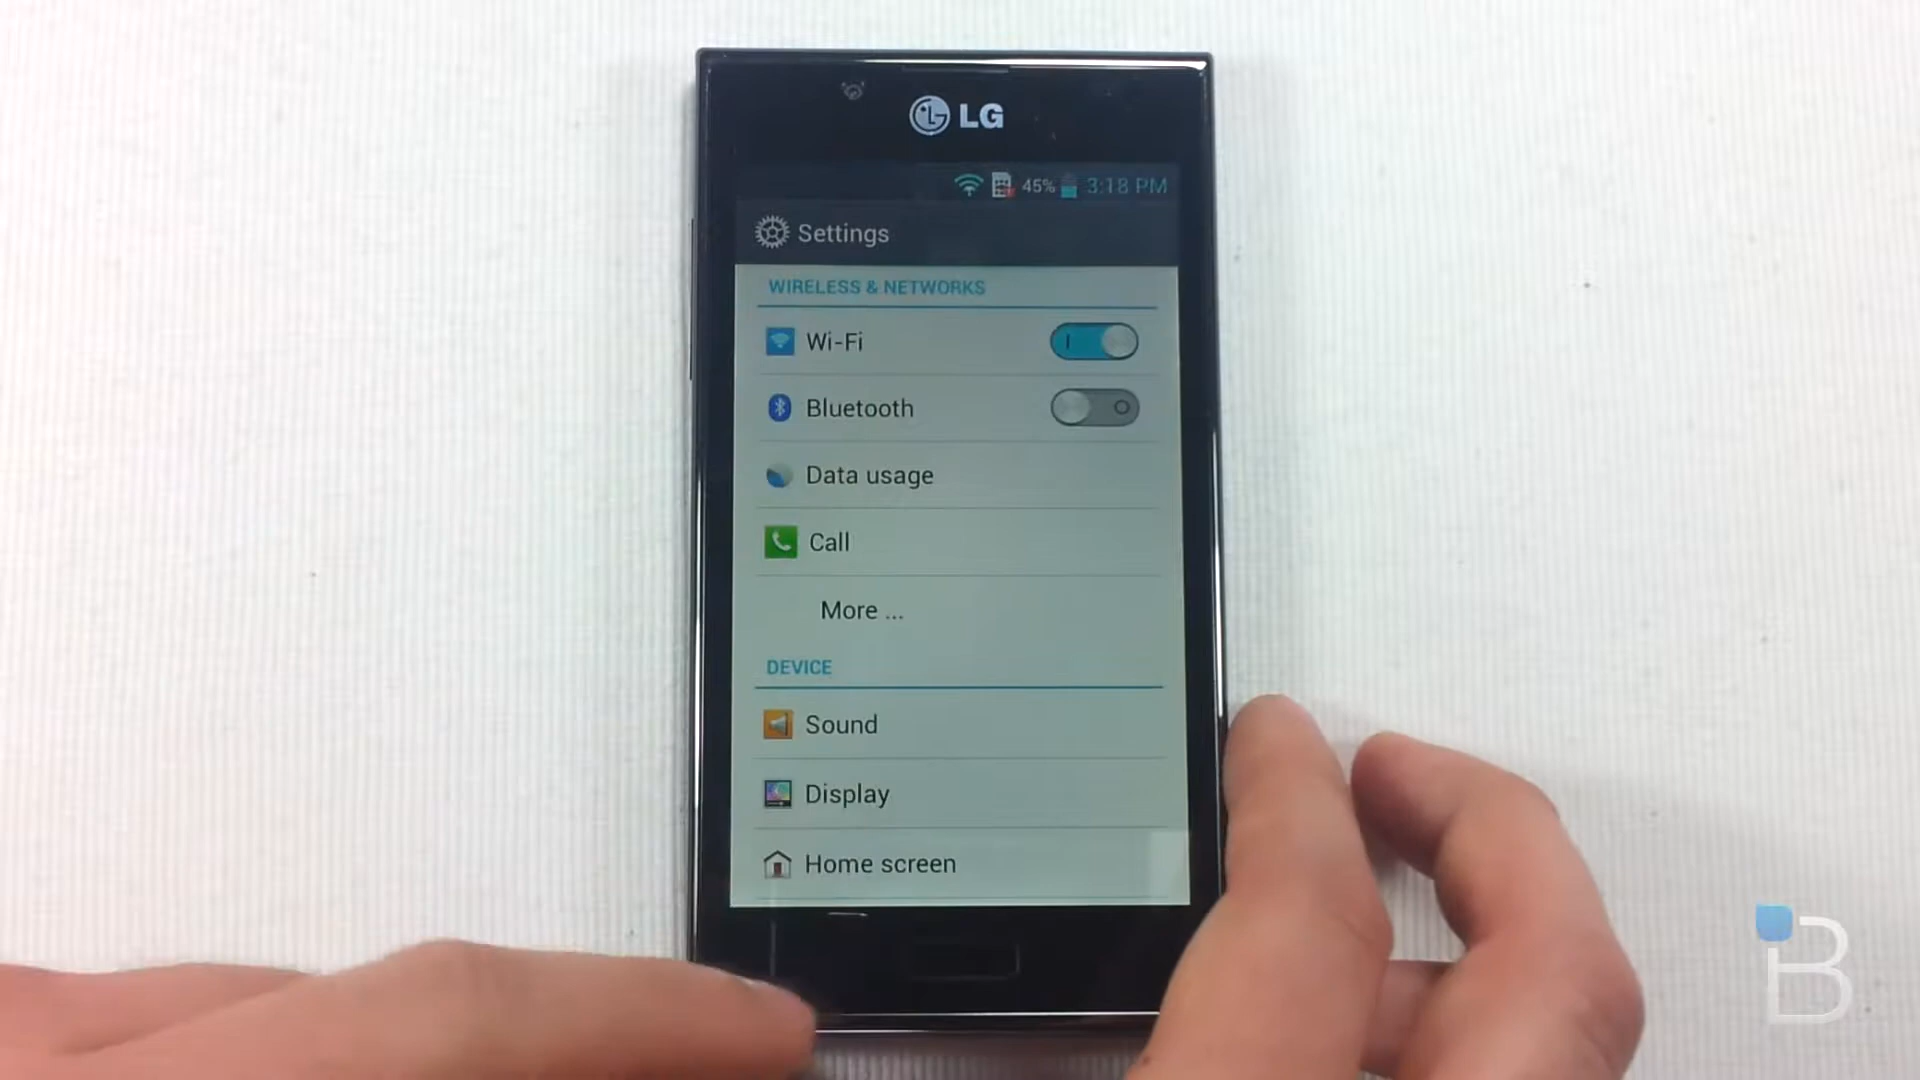 LG
45% 3:18 PM
Settings
WIRELESS & NETWORKS
Wi-Fi
Bluetooth
Data usage
Call
More ...
DEVICE
Sound
Display
Home screen
B